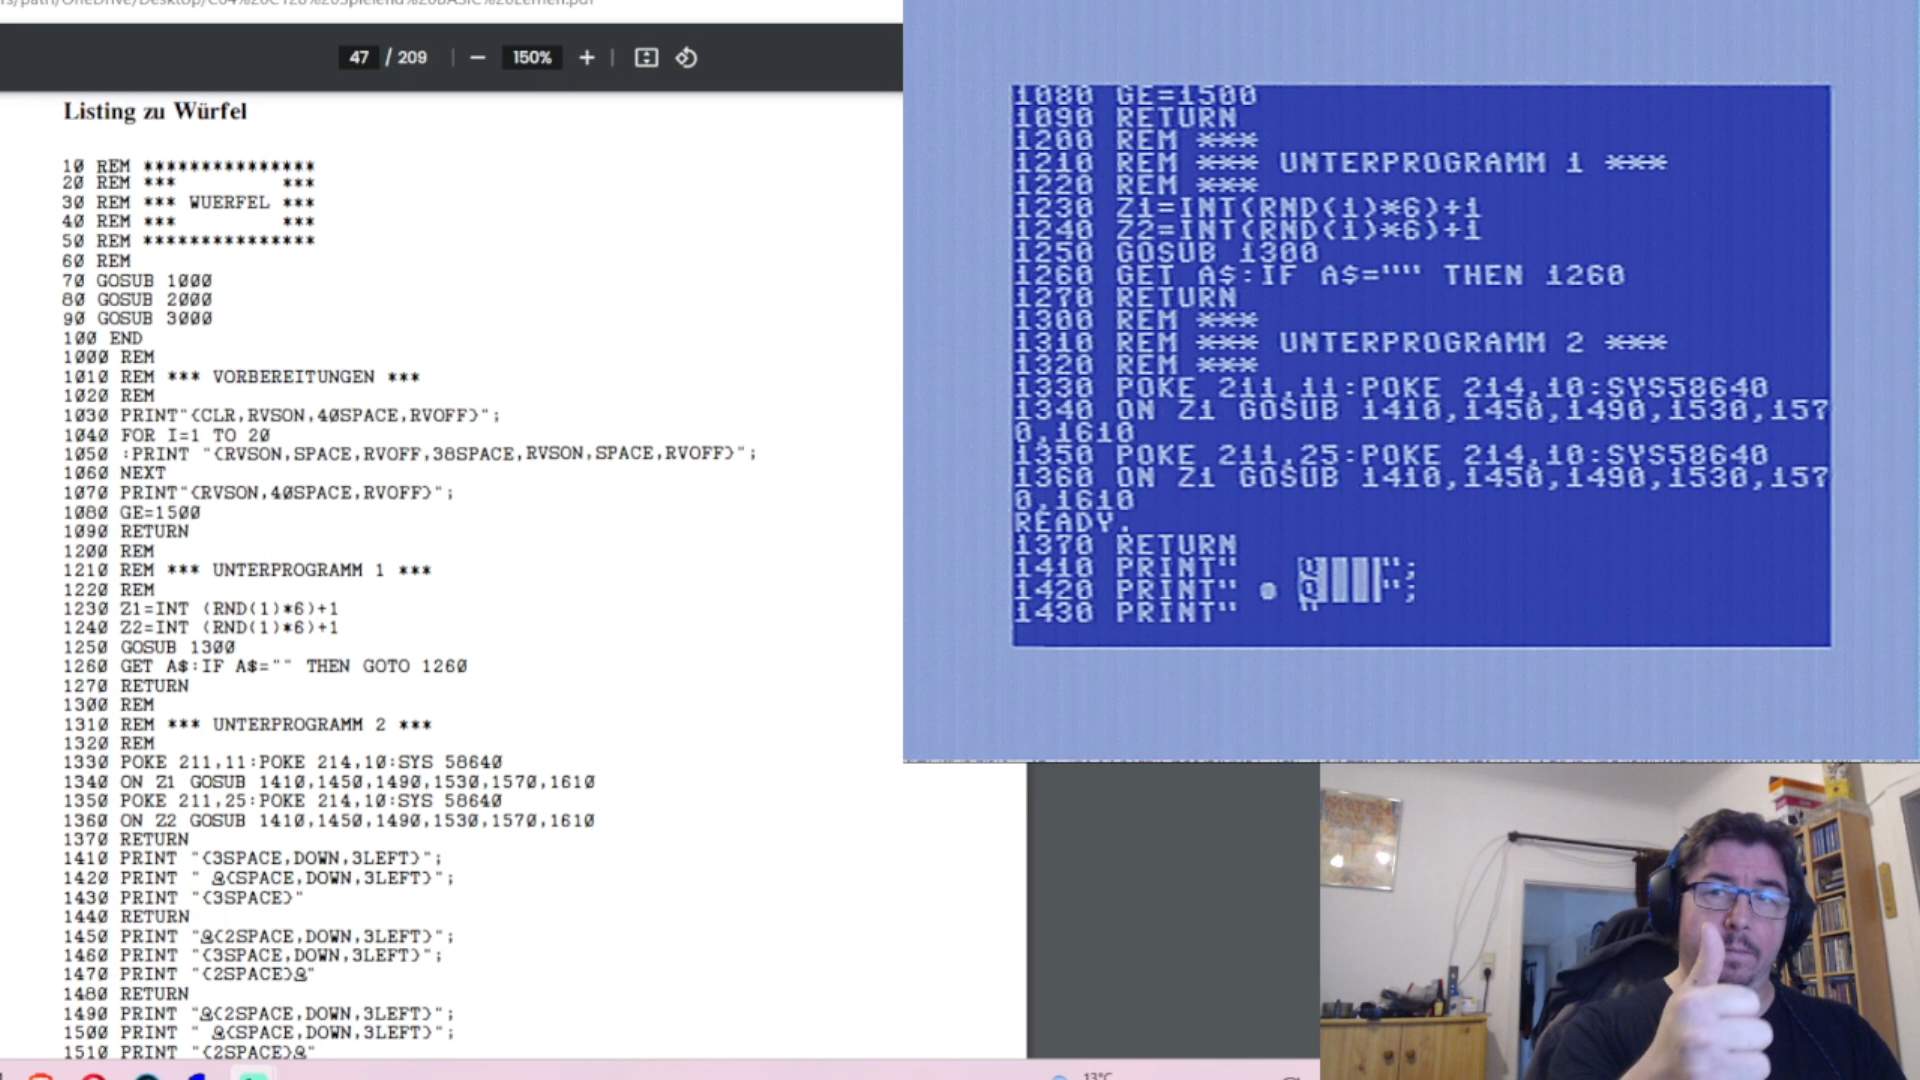 rs/path/OneDrive/Desktop/C64%20C128%20Spielend%20BASIC%20Lernen.pdf
47 / 209 — 150% +
Listing zu Würfel
10 REM ***************
20 REM ***         ***
30 REM *** WUERFEL ***
40 REM ***         ***
50 REM ***************
60 REM
70 GOSUB 1000
80 GOSUB 2000
90 GOSUB 3000
100 END
1000 REM
1010 REM *** VORBEREITUNGEN ***
1020 REM
1030 PRINT"{CLR,RVSON,40SPACE,RVOFF}";
1040 FOR I=1 TO 20
1050 :PRINT "{RVSON,SPACE,RVOFF,38SPACE,RVSON,SPACE,RVOFF}";
1060 NEXT
1070 PRINT"{RVSON,40SPACE,RVOFF}";
1080 GE=1500
1090 RETURN
1200 REM
1210 REM *** UNTERPROGRAMM 1 ***
1220 REM
1230 Z1=INT (RND(1)*6)+1
1240 Z2=INT (RND(1)*6)+1
1250 GOSUB 1300
1260 GET A$:IF A$="" THEN GOTO 1260
1270 RETURN
1300 REM
1310 REM *** UNTERPROGRAMM 2 ***
1320 REM
1330 POKE 211,11:POKE 214,10:SYS 58640
1340 ON Z1 GOSUB 1410,1450,1490,1530,1570,1610
1350 POKE 211,25:POKE 214,10:SYS 58640
1360 ON Z2 GOSUB 1410,1450,1490,1530,1570,1610
1370 RETURN
1410 PRINT "{3SPACE,DOWN,3LEFT}";
1420 PRINT " Q{SPACE,DOWN,3LEFT}";
1430 PRINT "{3SPACE}"
1440 RETURN
1450 PRINT "Q{2SPACE,DOWN,3LEFT}";
1460 PRINT "{3SPACE,DOWN,3LEFT}";
1470 PRINT "{2SPACE}Q"
1480 RETURN
1490 PRINT "Q{2SPACE,DOWN,3LEFT}";
1500 PRINT " Q{SPACE,DOWN,3LEFT}";
1510 PRINT "{2SPACE}Q"
1080 GE=1500
1090 RETURN
1200 REM ***
1210 REM *** UNTERPROGRAMM 1 ***
1220 REM ***
1230 Z1=INT(RND(1)*6)+1
1240 Z2=INT(RND(1)*6)+1
1250 GOSUB 1300
1260 GET A$:IF A$="" THEN 1260
1270 RETURN
1300 REM ***
1310 REM *** UNTERPROGRAMM 2 ***
1320 REM ***
1330 POKE 211,11:POKE 214,10:SYS58640
1340 ON Z1 GOSUB 1410,1450,1490,1530,157
0,1610
1350 POKE 211,25:POKE 214,10:SYS58640
1360 ON Z1 GOSUB 1410,1450,1490,1530,157
0,1610
READY.
1370 RETURN
1410 PRINT"   Q||||";
1420 PRINT" ● Q||||";
1430 PRINT"   "
13°C